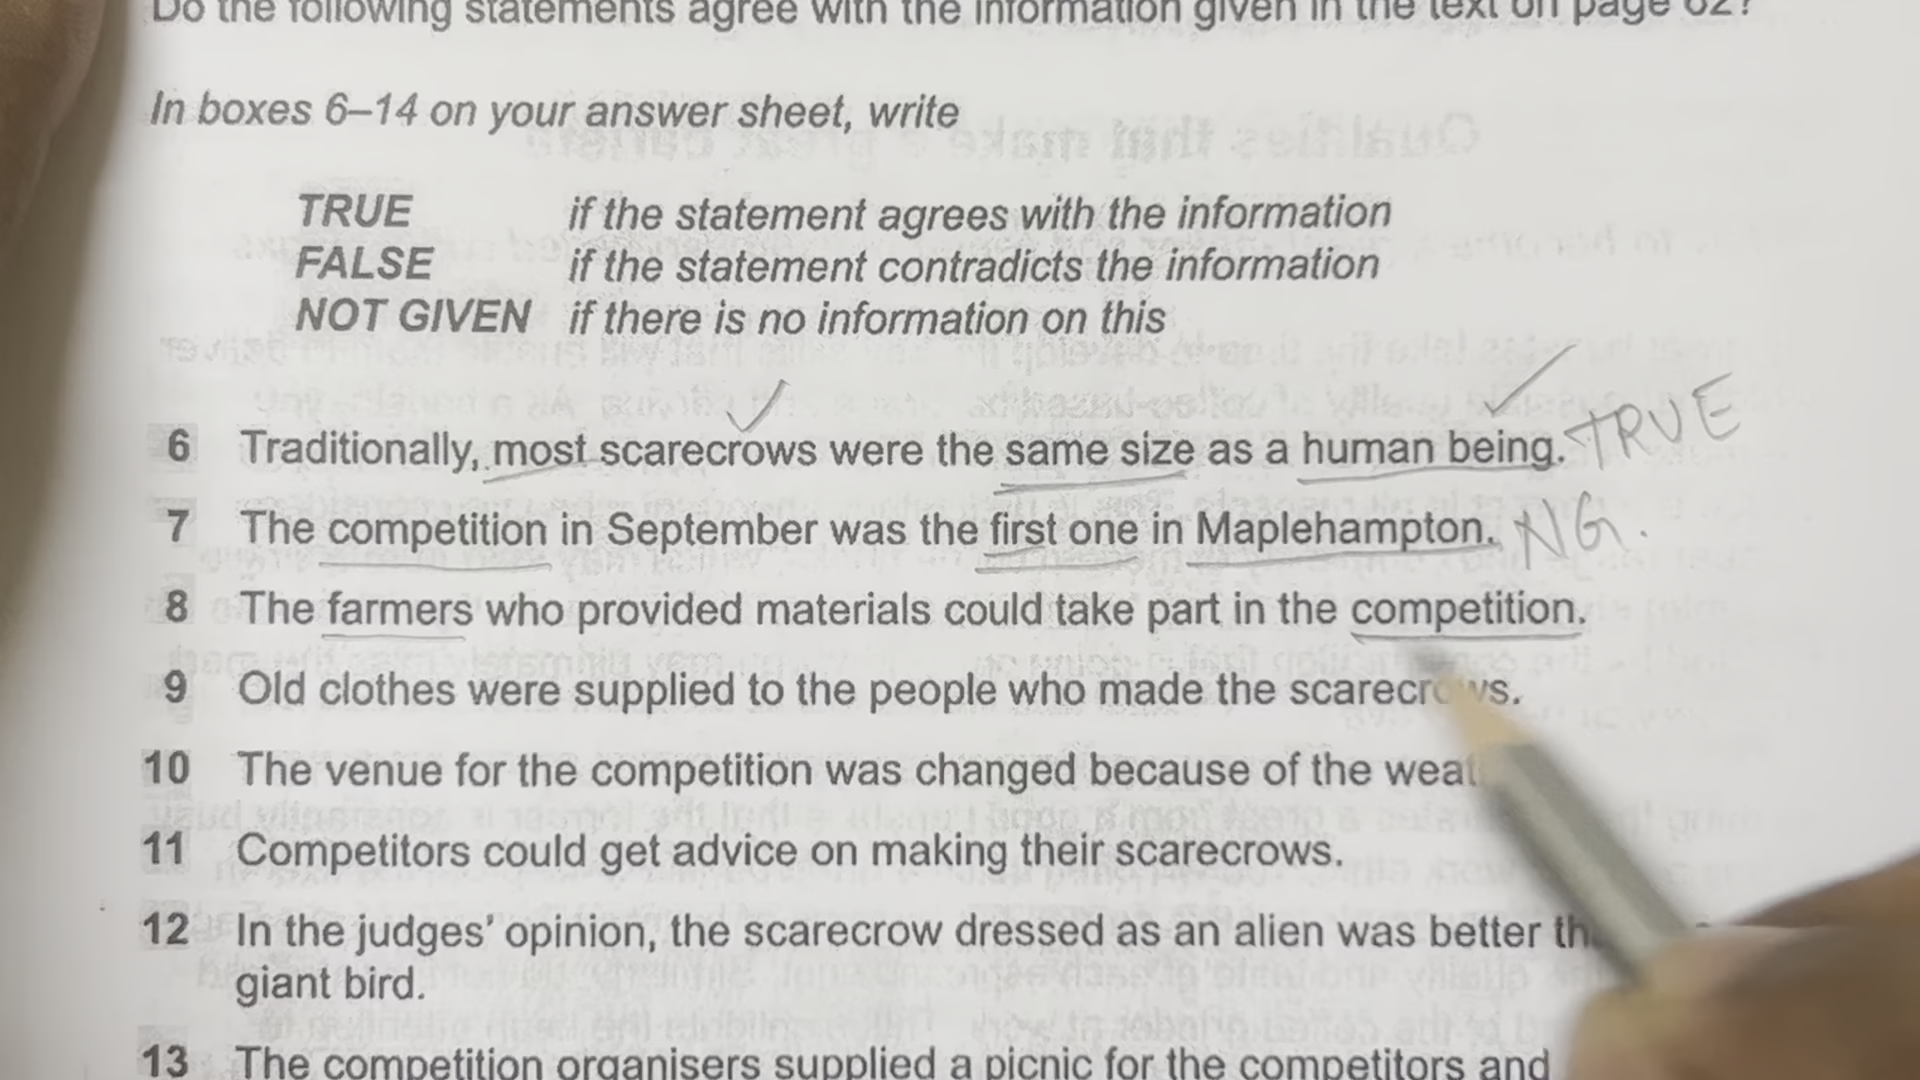 Do the following statements agree with the information given in the text on page 62?
In boxes 6–14 on your answer sheet, write
TRUE if the statement agrees with the information
FALSE if the statement contradicts the information
NOT GIVEN if there is no information on this
6 Traditionally, most scarecrows were the same size as a human being. TRUE
7 The competition in September was the first one in Maplehampton. NG.
8 The farmers who provided materials could take part in the competition.
9 Old clothes were supplied to the people who made the scarecrows.
10 The venue for the competition was changed because of the
11 Competitors could get advice on making their scarecrows.
12 In the judges' opinion, the scarecrow dressed as an alien was better
giant bird.
13 The competition organisers supplied a picnic for the competitors and